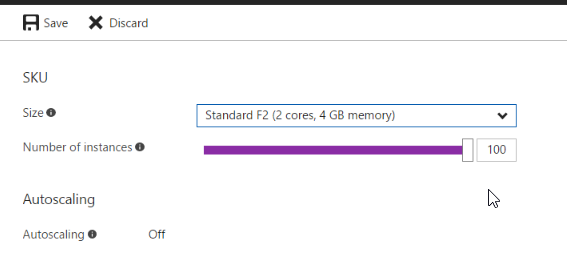 Save Discard
SKU
Size Standard F2 (2 cores, 4 GB memory)
Number of instances 100
Autoscaling
Autoscaling Off